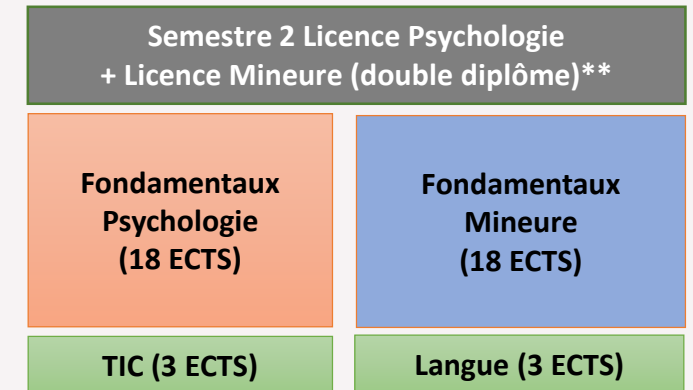 Semestre 2 Licence Psychologie
+ Licence Mineure (double diplôme)**
Fondamentaux
Psychologie
(18 ECTS)
Fondamentaux
Mineure
(18 ECTS)
TIC (3 ECTS)
Langue (3 ECTS)